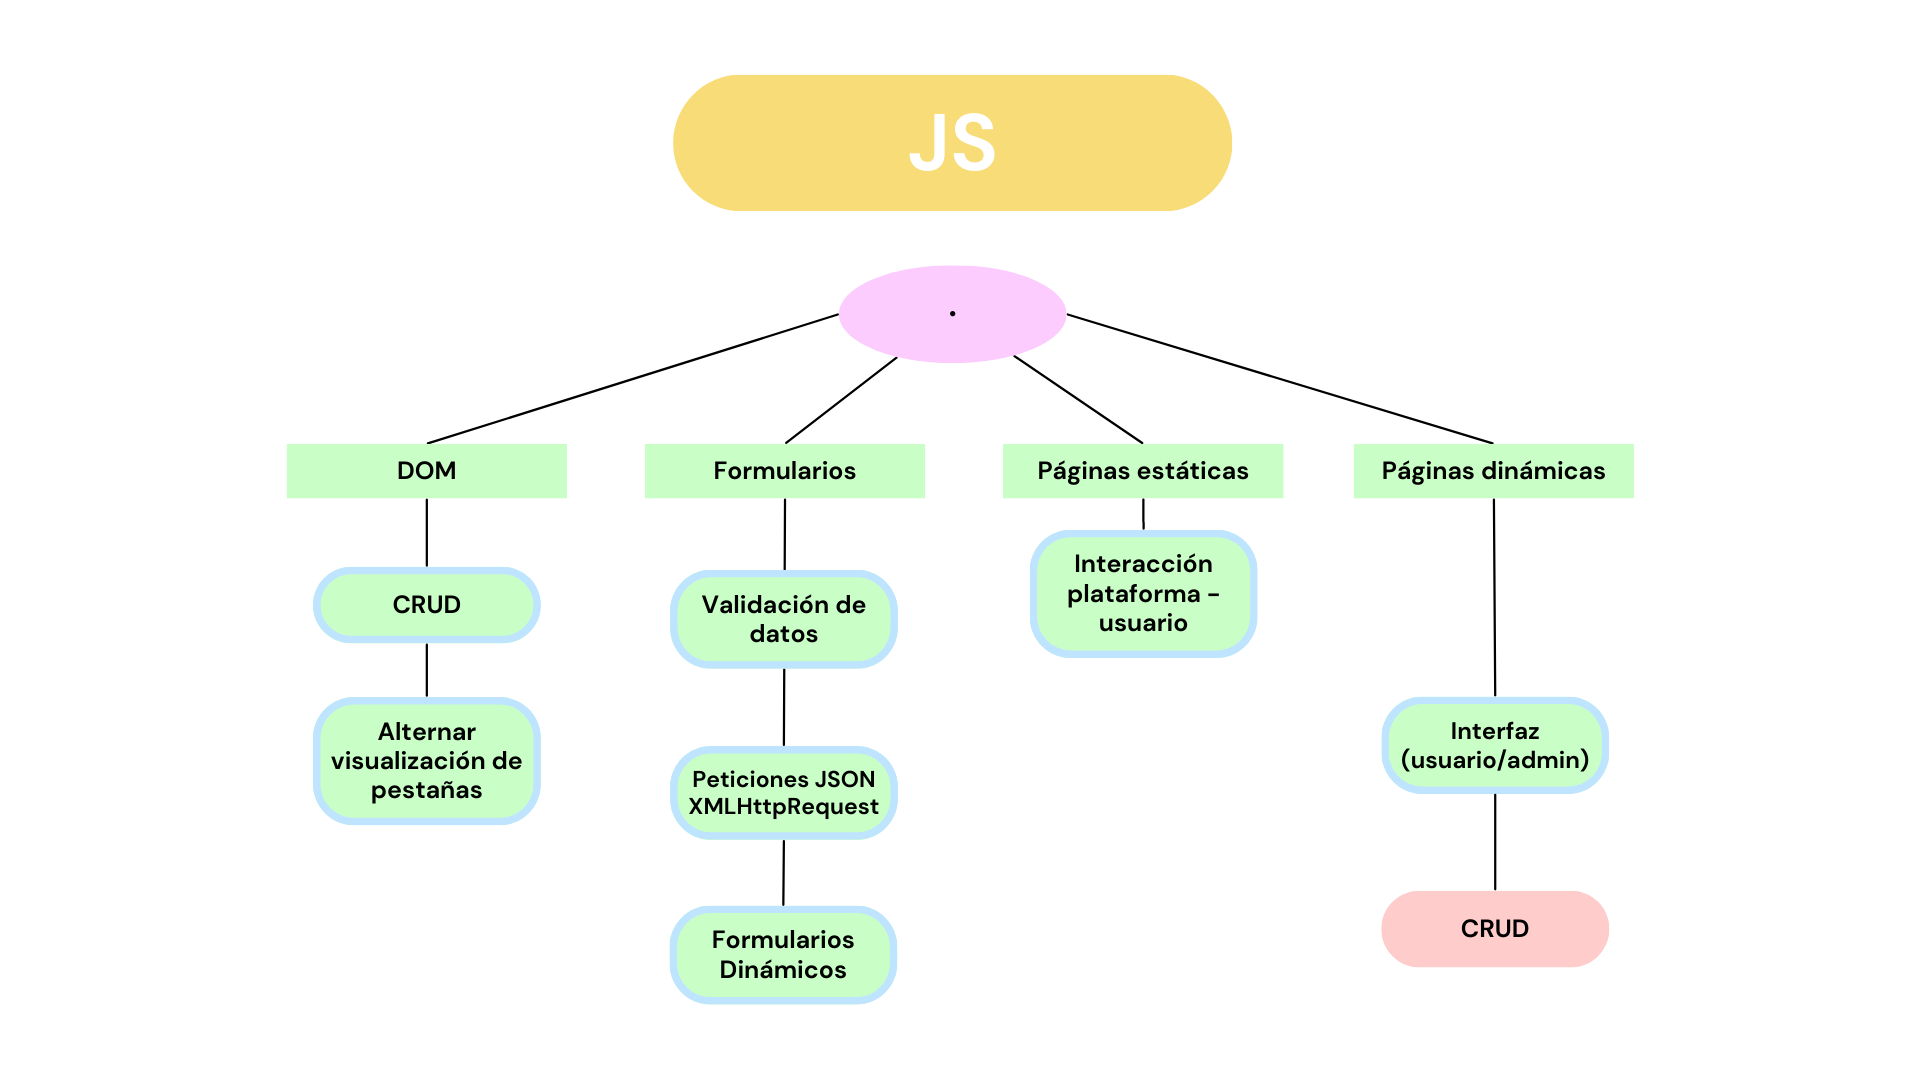 JS
.
DOM
Formularios
Páginas estáticas
Páginas dinámicas
CRUD
Alternar
visualización de
pestañas
Validación de
datos
Peticiones JSON
XMLHttpRequest
Formularios
Dinámicos
Interacción
plataforma -
usuario
Interfaz
(usuario/admin)
CRUD